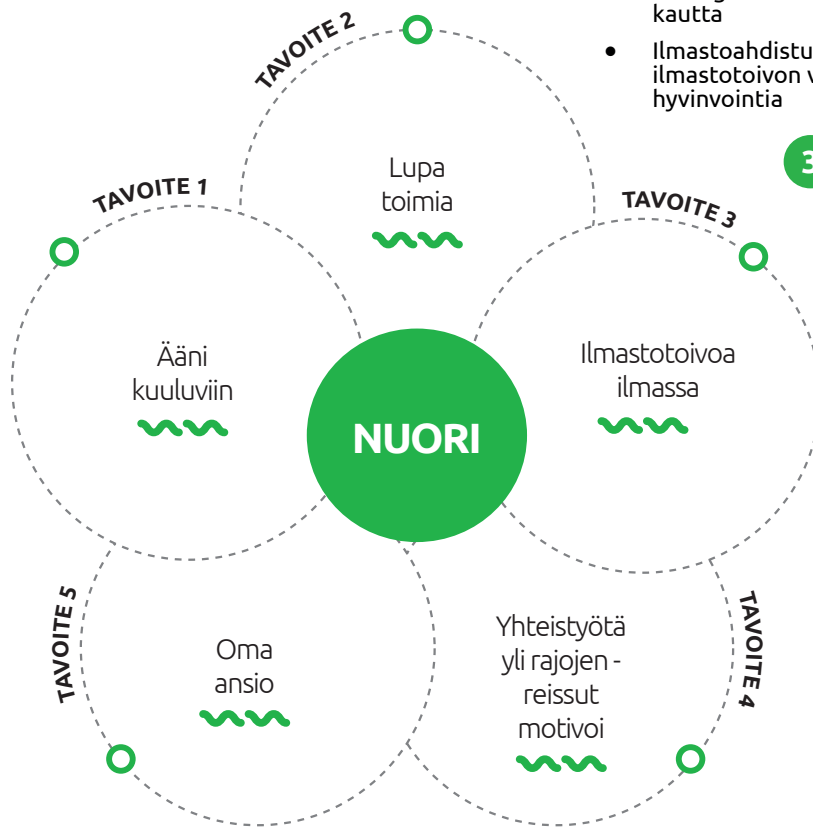 kautta
• Ilmastoahdistu
ilmastotoivon v
hyvinvointia
3
TAVOITE 2
Lupa
toimia
TAVOITE 1
Ääni
kuuluviin
TAVOITE 3
Ilmastotoivoa
ilmassa
NUORI
TAVOITE 5
Oma
ansio
TAVOITE 4
Yhteistyötä
yli rajojen -
reissut
motivoi